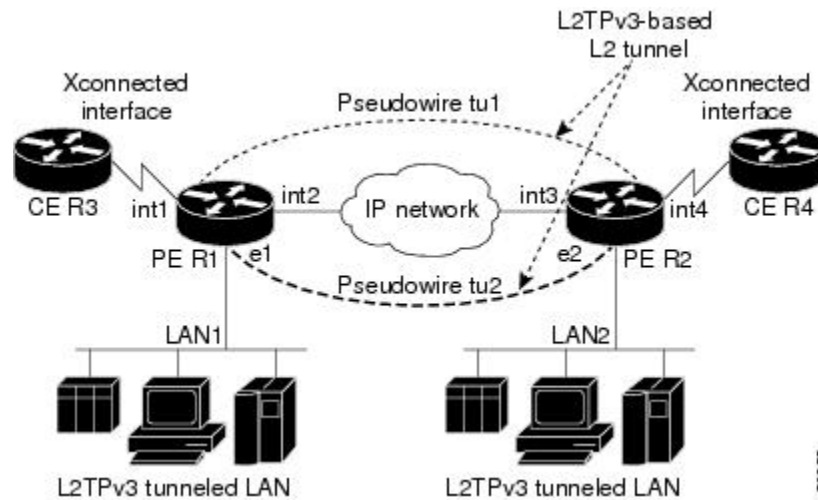 L2TPv3-based
L2 tunnel
Xconnected
interface
Pseudowire tu1
Xconnected
interface
CE R3
int1
int2
IP network
int3
int4
CE R4
PE R1
e1
e2
PE R2
Pseudowire tu2
LAN1
LAN2
L2TPv3 tunneled LAN
L2TPv3 tunneled LAN